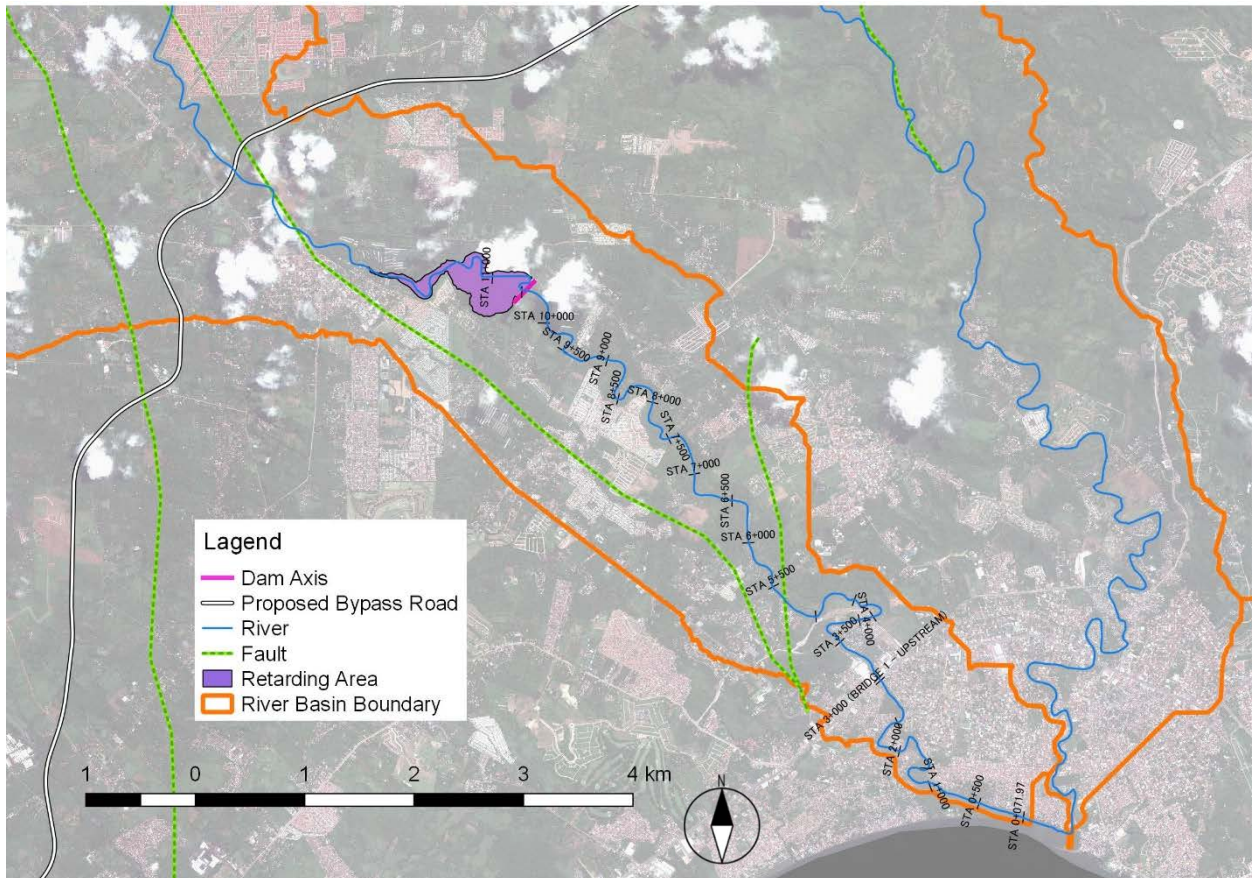 STA 11+000
STA 10+000
STA 9+500
STA 9+000
STA 8+500
STA 8+000
STA 7+500
STA 7+000
STA 6+500
STA 6+000
STA 5+500
STA 4+000
STA 3+500
STA 3+000 (BRIDGE 1 - UPSTREAM)
STA 2+000
STA 1+000
STA 0+500
STA 0+071.97
Lagend
Dam Axis
Proposed Bypass Road
River
Fault
Retarding Area
River Basin Boundary
1 0 1 2 3 4 km
N